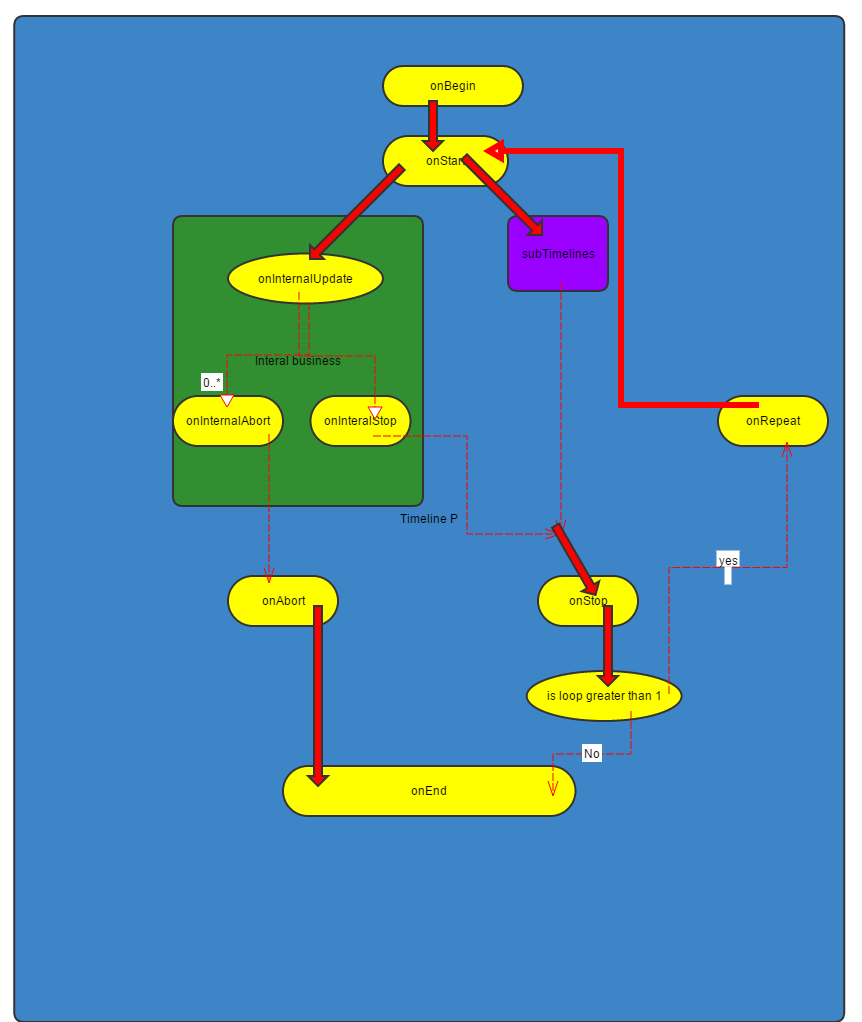 onBegin
onStart
subTimelines
onInternalUpdate
Interal business
0..*
onInternalAbort
onInteralStop
onRepeat
Timeline P
yes
onAbort
onStop
is loop greater than 1
No
onEnd